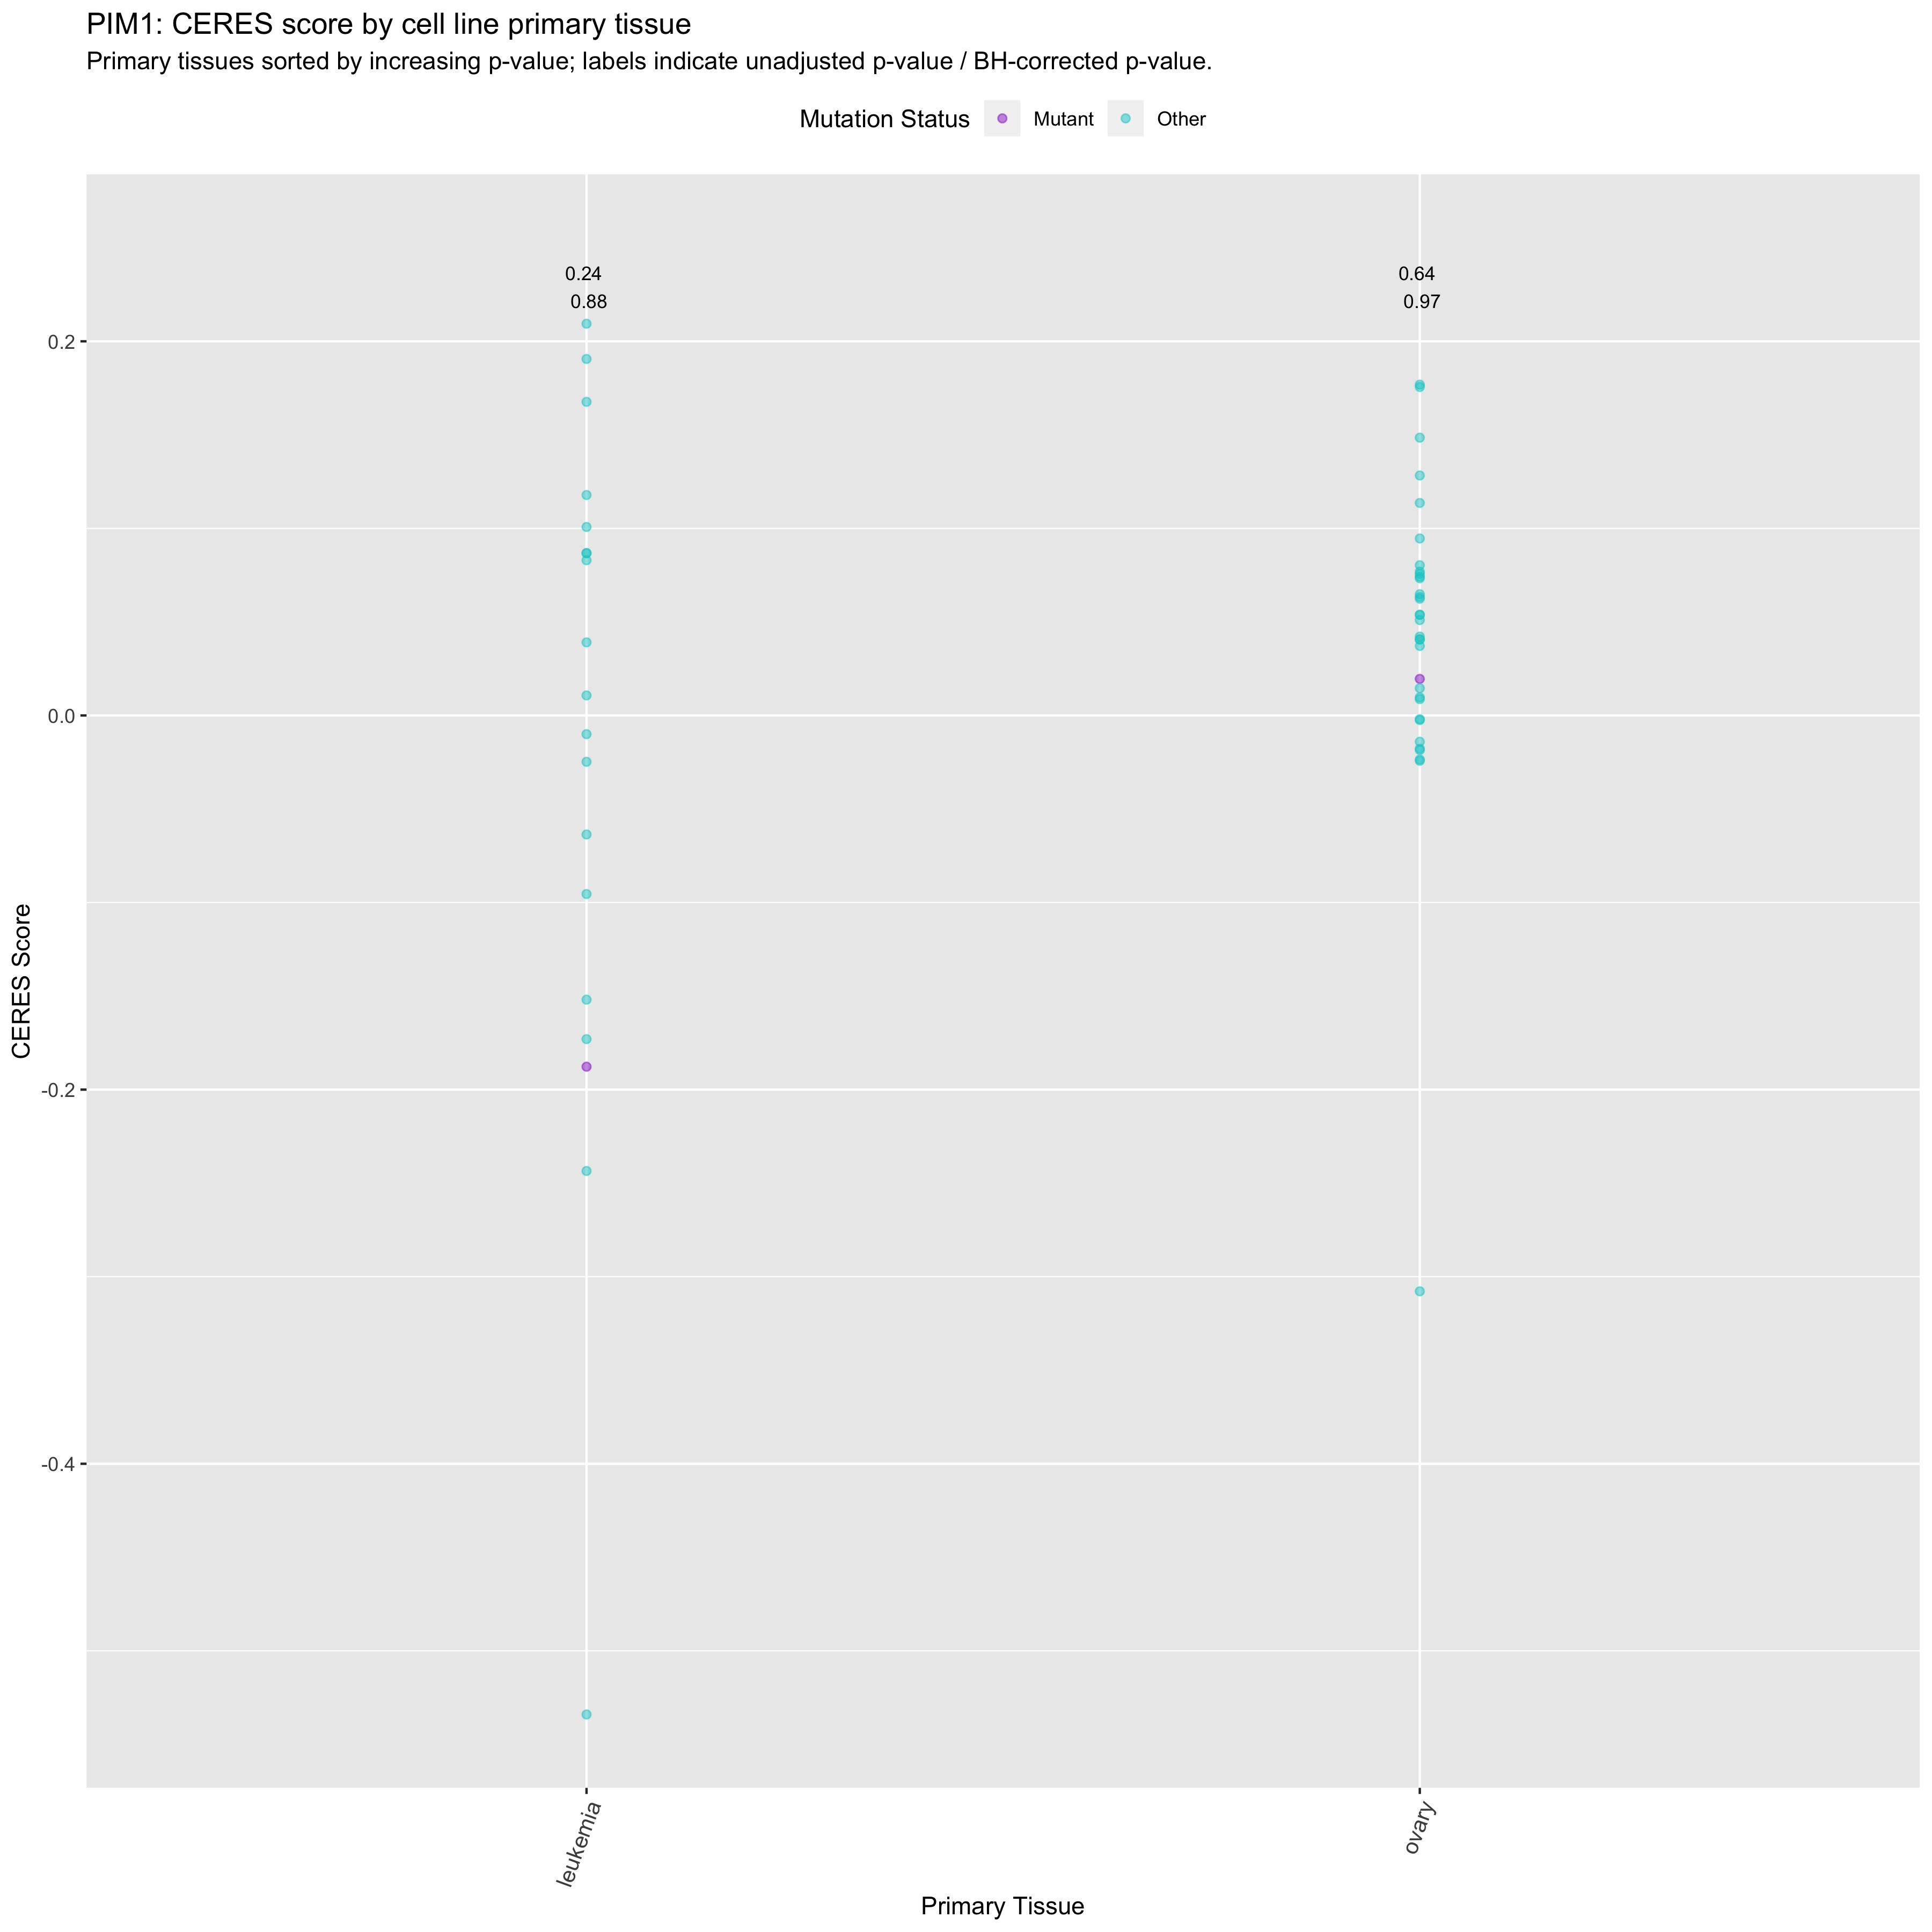 PIM1: CERES score by cell line primary tissue
Primary tissues sorted by increasing p-value; labels indicate unadjusted p-value / BH-corrected p-value.
Mutation Status Mutant Other
0.24 0.64
0.88 0.97
0.2
0.0
-0.2
-0.4
CERES Score
leukemia ovary
Primary Tissue